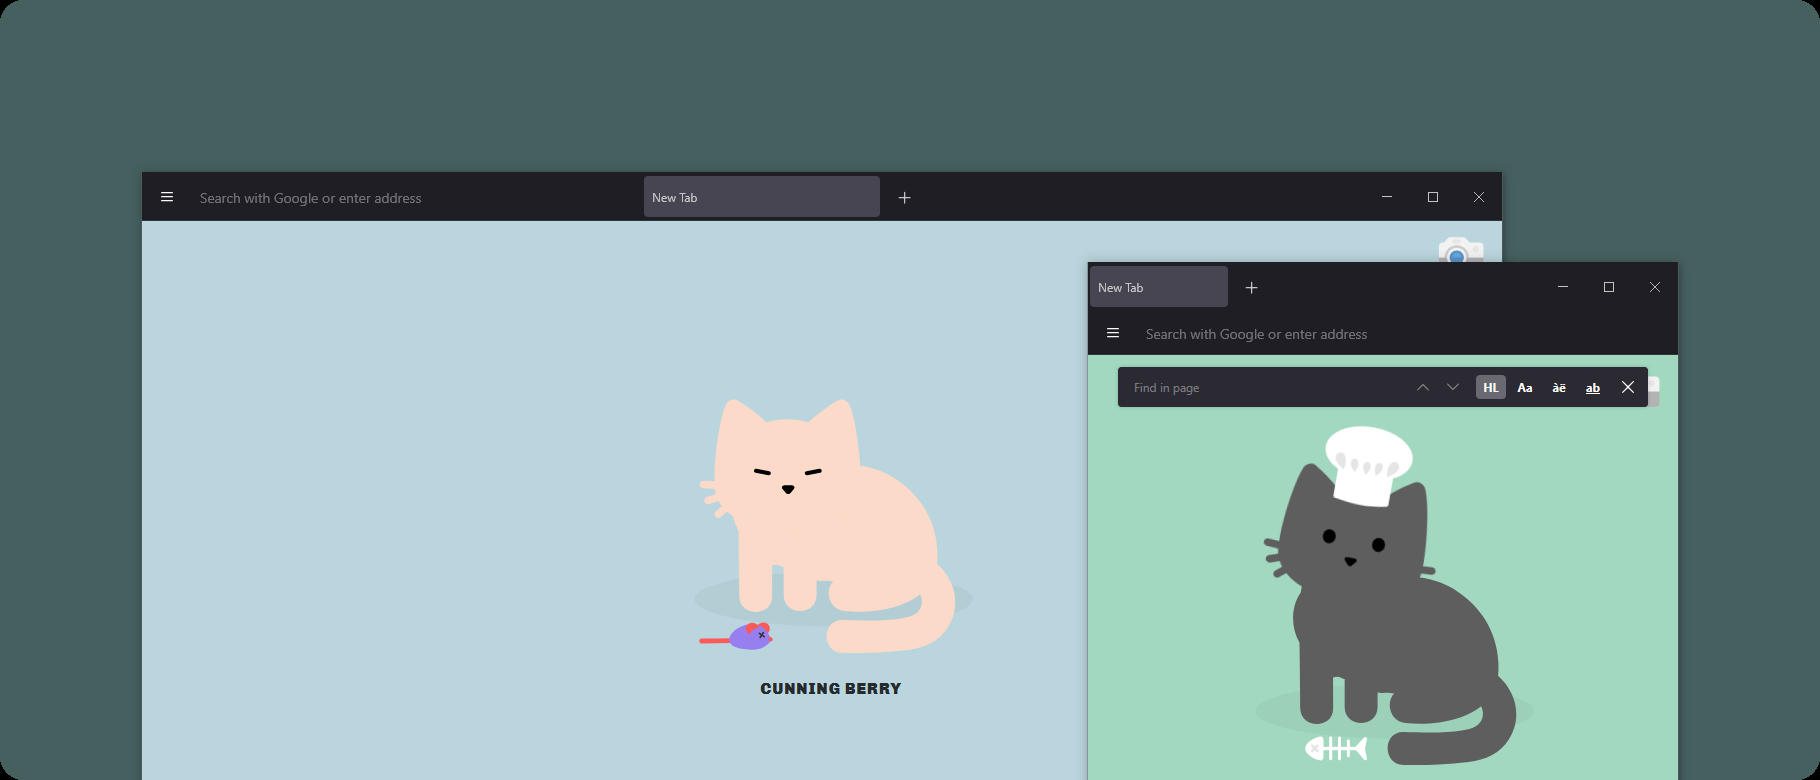 Search with Google or enter address
New Tab
New Tab
Search with Google or enter address
Find in page
HL
Aa
àë
ab
CUNNING BERRY